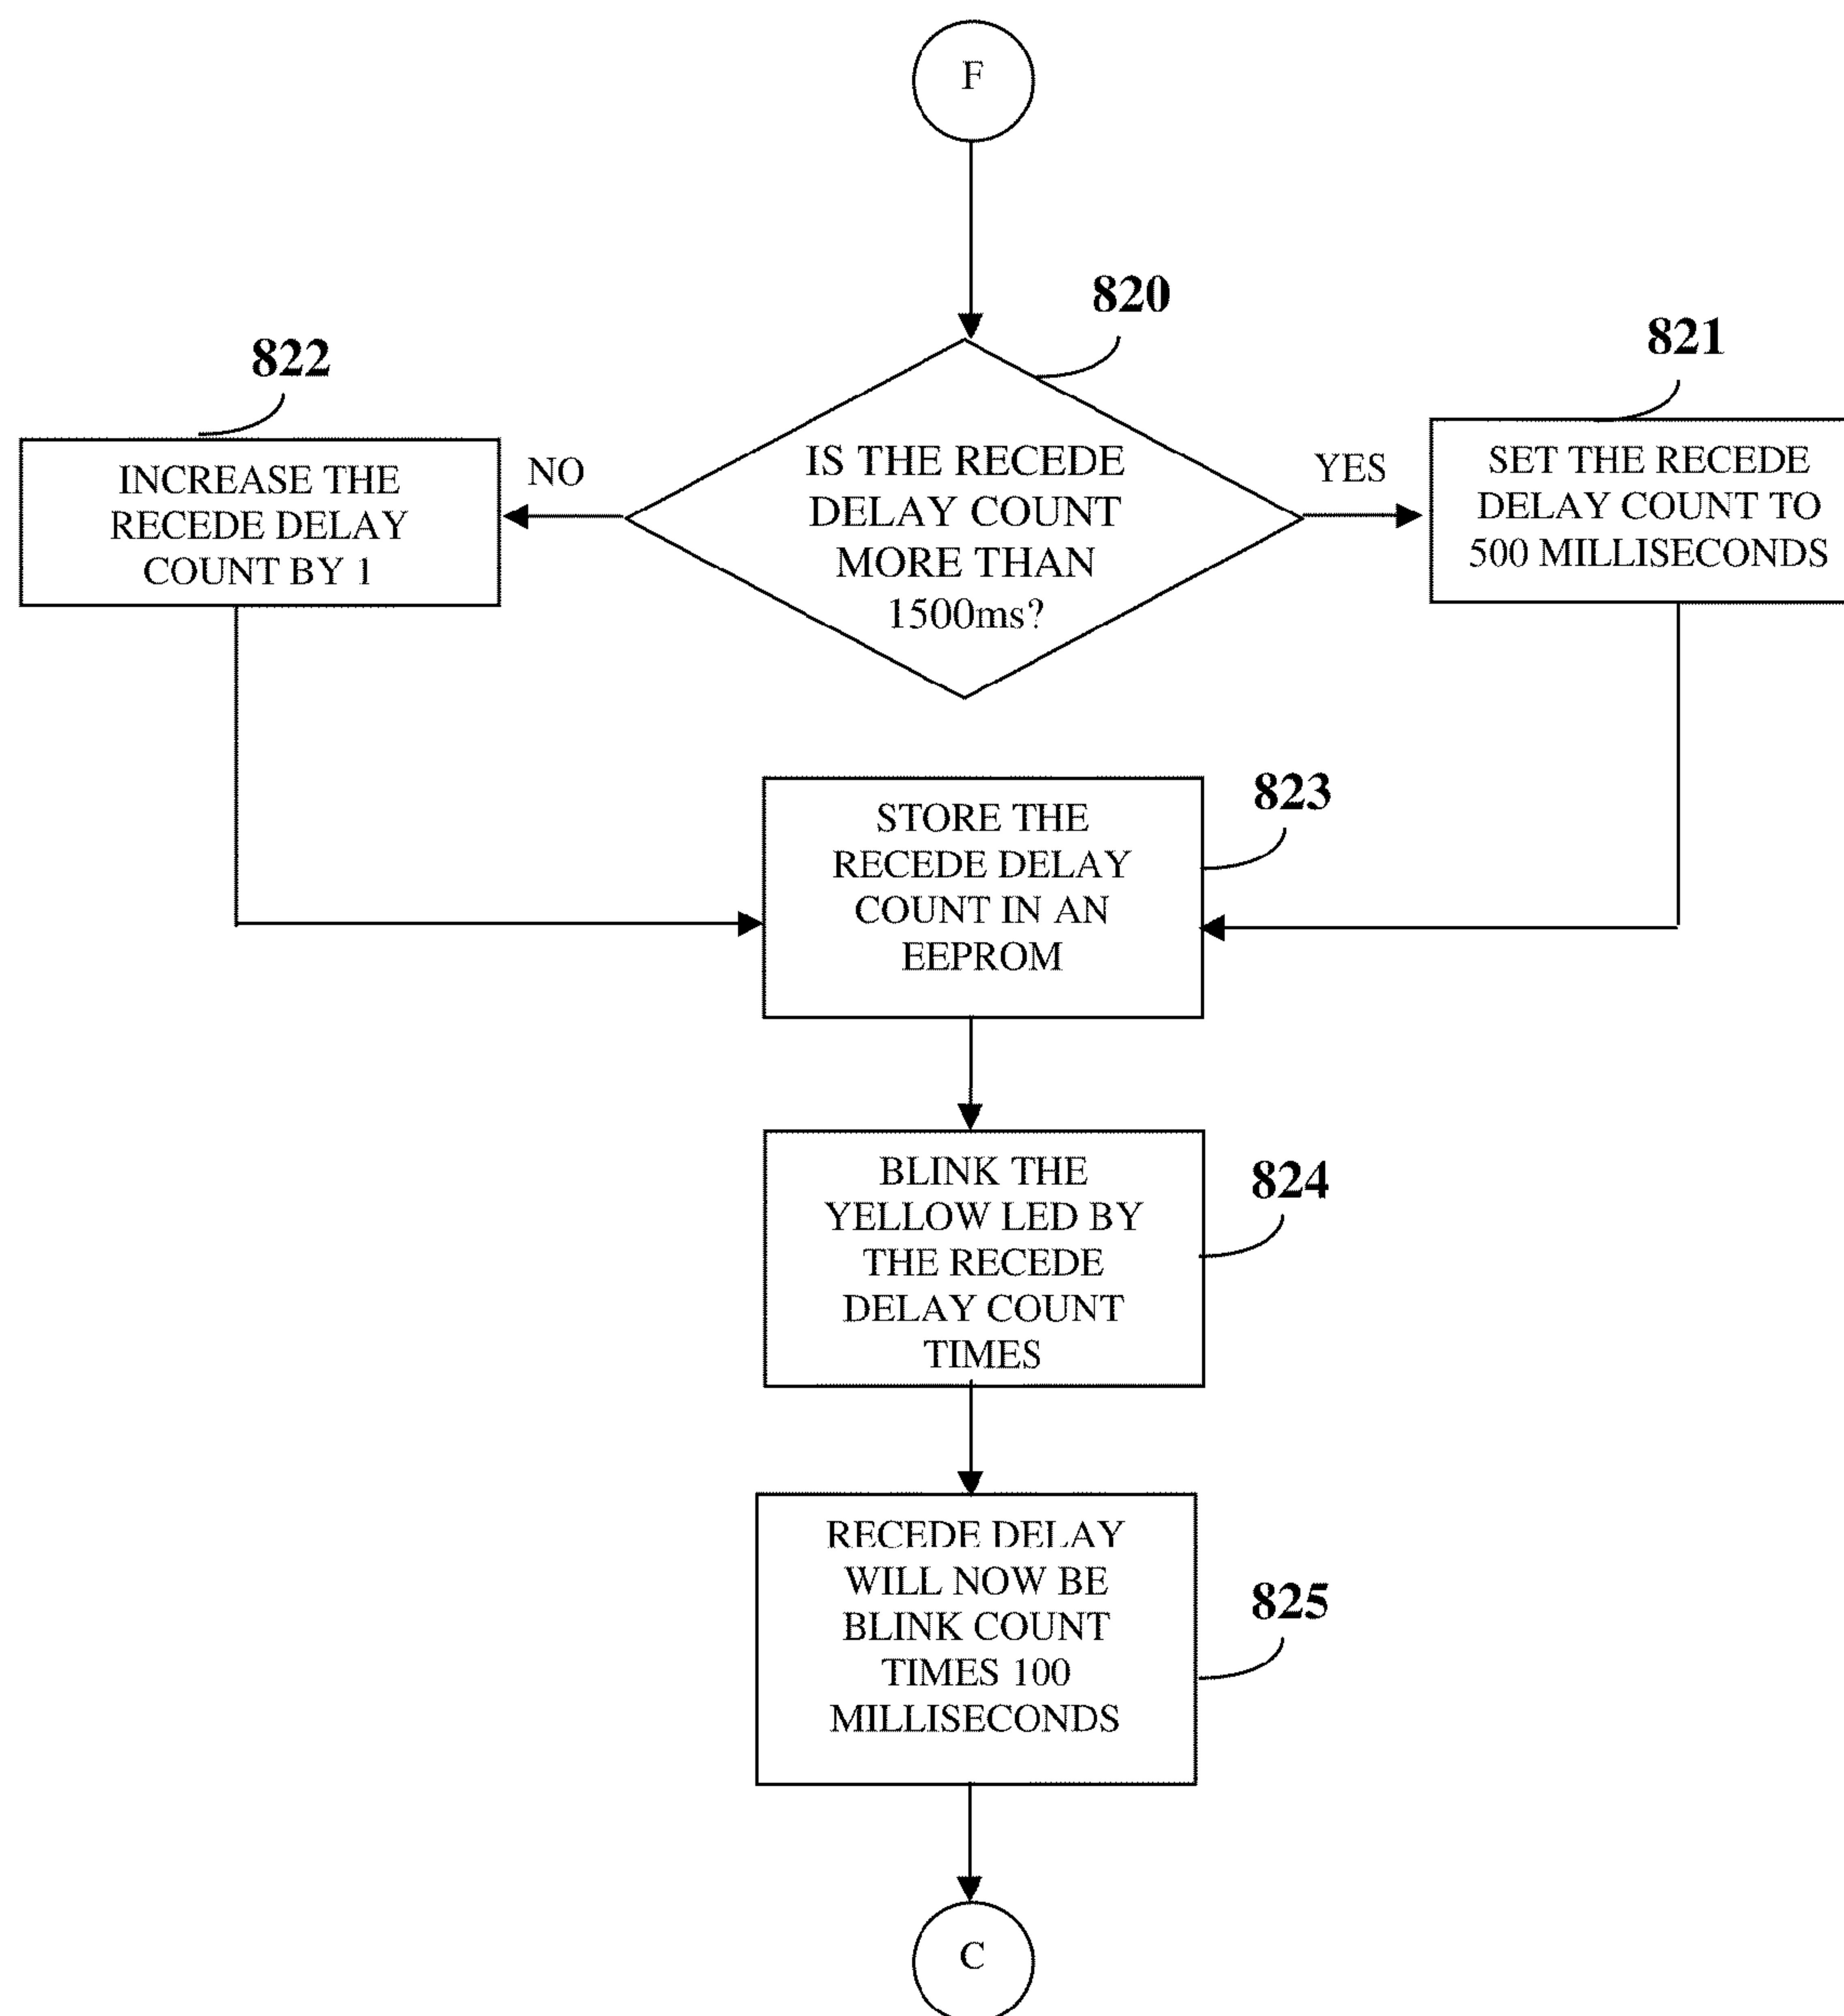 F
820
822
821
INCREASE THE
RECEDE DELAY
COUNT BY 1
NO
IS THE RECEDE
DELAY COUNT
MORE THAN
1500ms?
YES
SET THE RECEDE
DELAY COUNT TO
500 MILLISECONDS
STORE THE
RECEDE DELAY
COUNT IN AN
EEPROM
823
BLINK THE
YELLOW LED BY
THE RECEDE
DELAY COUNT
TIMES
824
RECEDE DELAY
WILL NOW BE
BLINK COUNT
TIMES 100
MILLISECONDS
825
C